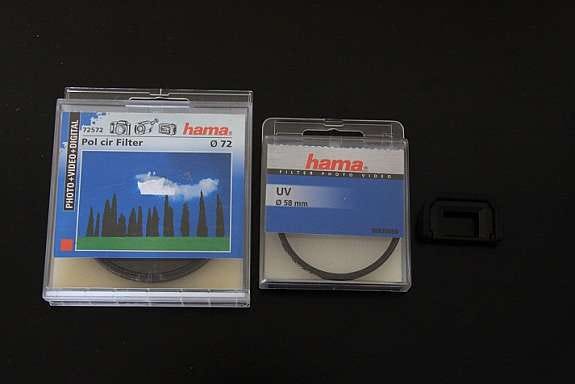 72572
hama®
Pol cir Filter
Ø 72
PHOTO+VIDEO+DIGITAL
hama®
FILTER PHOTO VIDEO
UV
Ø 58 mm